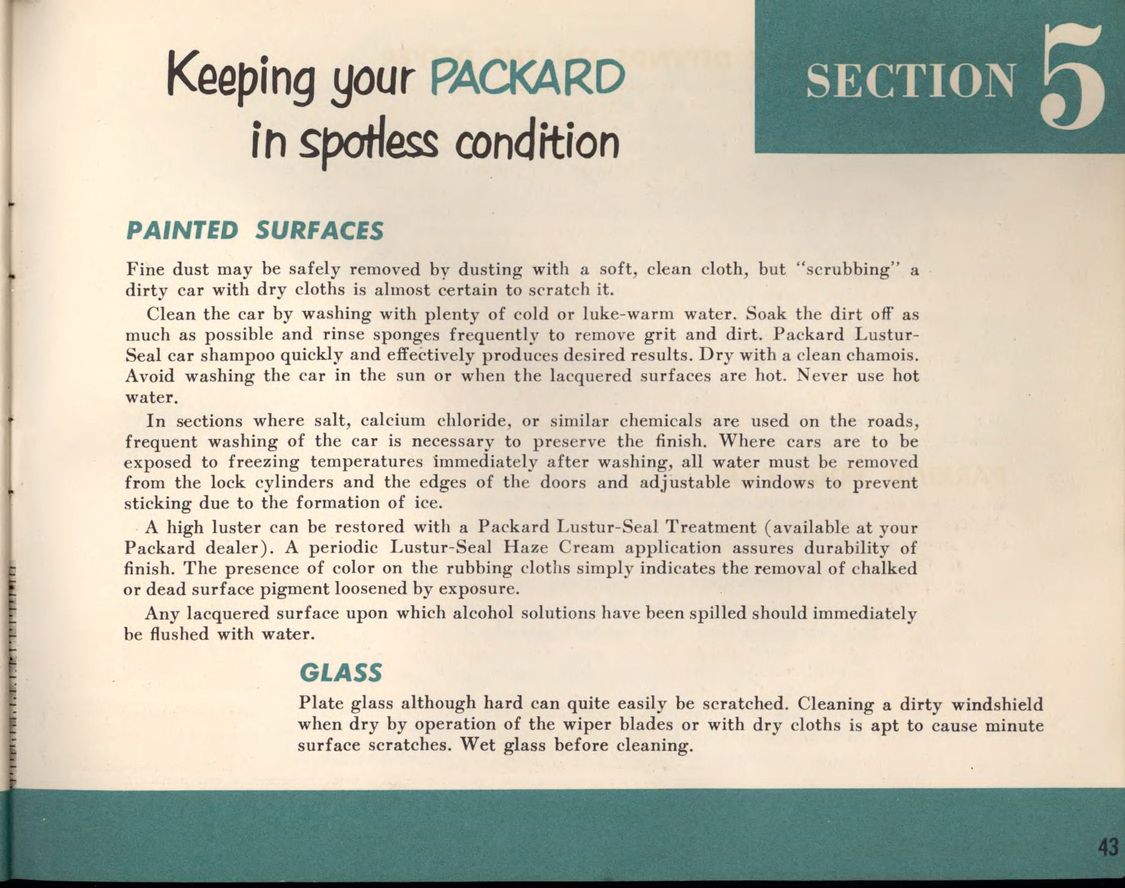 Keeping your PACKARD
in spotless condition
SECTION 5
PAINTED SURFACES
Fine dust may be safely removed by dusting with a soft, clean cloth, but "scrubbing" a
dirty car with dry cloths is almost certain to scratch it.
Clean the car by washing with plenty of cold or luke-warm water. Soak the dirt off as
much as possible and rinse sponges frequently to remove grit and dirt. Packard Lustur-
Seal car shampoo quickly and effectively produces desired results. Dry with a clean chamois.
Avoid washing the car in the sun or when the lacquered surfaces are hot. Never use hot
water.
In sections where salt, calcium chloride, or similar chemicals are used on the roads,
frequent washing of the car is necessary to preserve the finish. Where cars are to be
exposed to freezing temperatures immediately after washing, all water must be removed
from the lock cylinders and the edges of the doors and adjustable windows to prevent
sticking due to the formation of ice.
A high luster can be restored with a Packard Lustur-Seal Treatment (available at your
Packard dealer). A periodic Lustur-Seal Haze Cream application assures durability of
finish. The presence of color on the rubbing cloths simply indicates the removal of chalked
or dead surface pigment loosened by exposure.
Any lacquered surface upon which alcohol solutions have been spilled should immediately
be flushed with water.
GLASS
Plate glass although hard can quite easily be scratched. Cleaning a dirty windshield
when dry by operation of the wiper blades or with dry cloths is apt to cause minute
surface scratches. Wet glass before cleaning.
43